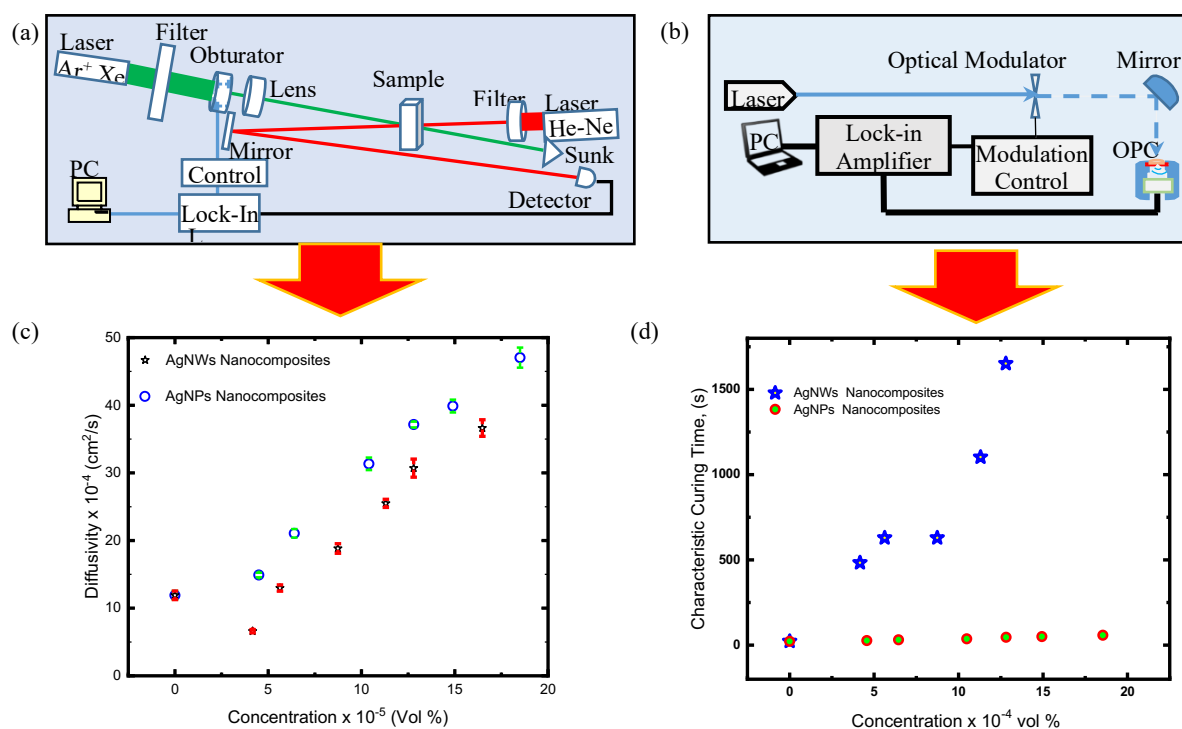 (a)
Laser
Ar⁺ Xe
Filter
Obturator
Lens
Sample
Filter
Laser
He-Ne
Mirror
Sunk
PC
Control
Lock-In
Detector
(b)
Optical Modulator
Mirror
Laser
PC
Lock-in
Amplifier
Modulation
Control
OPC
(c)
50
40
30
20
10
0
Diffusivity x 10⁻⁴ (cm²/s)
AgNWs Nanocomposites
AgNPs Nanocomposites
0 5 10 15 20
Concentration x 10⁻⁵ (Vol %)
(d)
1500
1000
500
0
Characteristic Curing Time, (s)
AgNWs Nanocomposites
AgNPs Nanocomposites
0 5 10 15 20
Concentration x 10⁻⁴ vol %